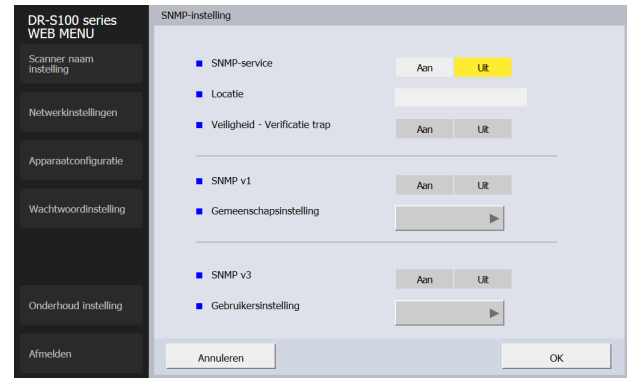 DR-S100 series
WEB MENU
Scanner naam
instelling
Netwerkinstellingen
Apparaatconfiguratie
Wachtwoordinstelling
Onderhoud instelling
Afmelden
SNMP-instelling
SNMP-service Aan Uit
Locatie
Veiligheid - Verificatie trap Aan Uit
SNMP v1 Aan Uit
Gemeenschapsinstelling
SNMP v3 Aan Uit
Gebruikersinstelling
Annuleren OK